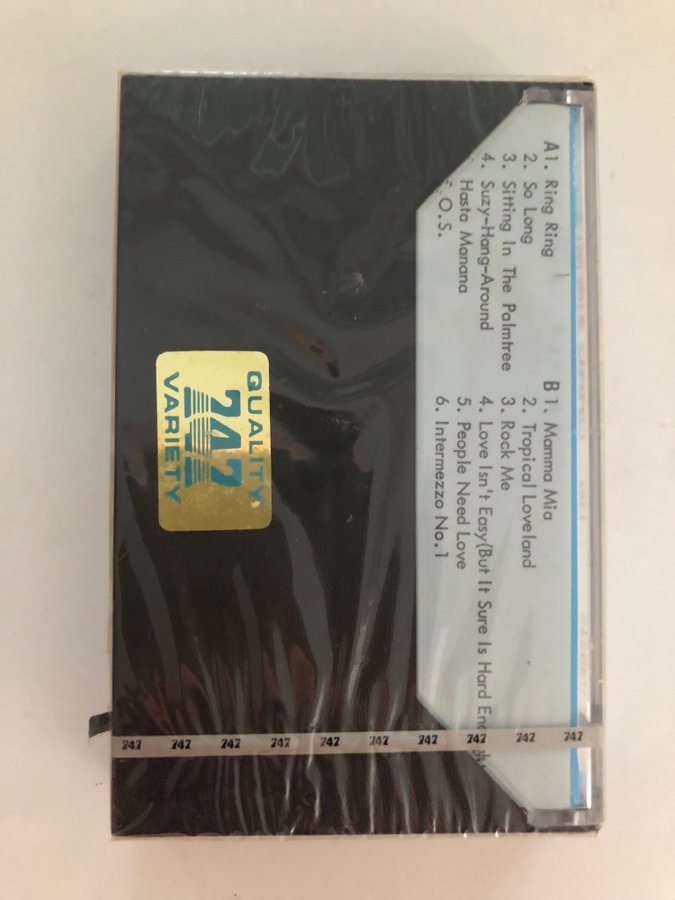 A1. Ring Ring
2. So Long
3. Sitting In The Palmtree
4. Suzy-Hang-Around
Hasta Manana
O.S.
B1. Mamma Mia
2. Tropical Loveland
3. Rock Me
4. Love Isn't Easy(But It Sure Is Hard Enough
5. People Need Love
6. Intermezzo No.1
QUALITY
747
VARIETY
747 747 747 747 747 747 747 747 747 747